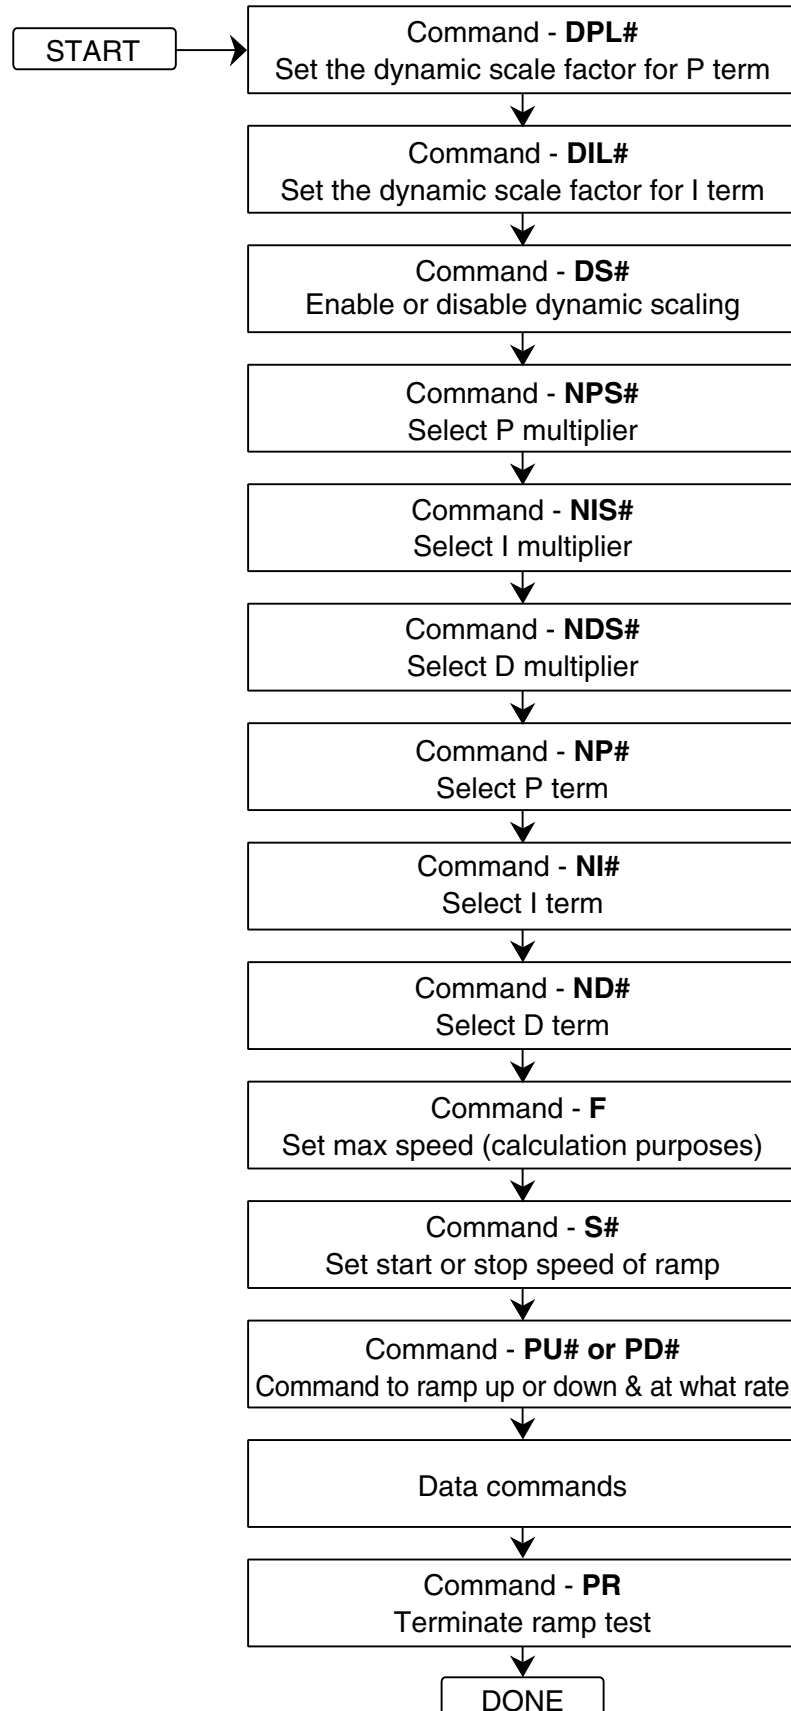 START
Command - DPL#
Set the dynamic scale factor for P term
Command - DIL#
Set the dynamic scale factor for I term
Command - DS#
Enable or disable dynamic scaling
Command - NPS#
Select P multiplier
Command - NIS#
Select I multiplier
Command - NDS#
Select D multiplier
Command - NP#
Select P term
Command - NI#
Select I term
Command - ND#
Select D term
Command - F
Set max speed (calculation purposes)
Command - S#
Set start or stop speed of ramp
Command - PU# or PD#
Command to ramp up or down & at what rate
Data commands
Command - PR
Terminate ramp test
DONE